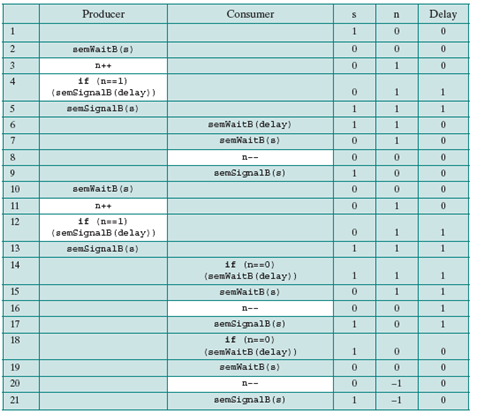 Producer Consumer s n Delay
1 1 0 0
2 semWaitB(s) 0 0 0
3 n++ 0 1 0
4 if (n==1)
(semSignalB(delay)) 0 1 1
5 semSignalB(s) 1 1 1
6 semWaitB(delay) 1 1 0
7 semWaitB(s) 0 1 0
8 n-- 0 0 0
9 semSignalB(s) 1 0 0
10 semWaitB(s) 0 0 0
11 n++ 0 1 0
12 if (n==1)
(semSignalB(delay)) 0 1 1
13 semSignalB(s) 1 1 1
14 if (n==0)
(semWaitB(delay)) 1 1 1
15 semWaitB(s) 0 1 1
16 n-- 0 0 1
17 semSignalB(s) 1 0 1
18 if (n==0)
(semWaitB(delay)) 1 0 0
19 semWaitB(s) 0 0 0
20 n-- 0 –1 0
21 semSignalB(s) 1 –1 0